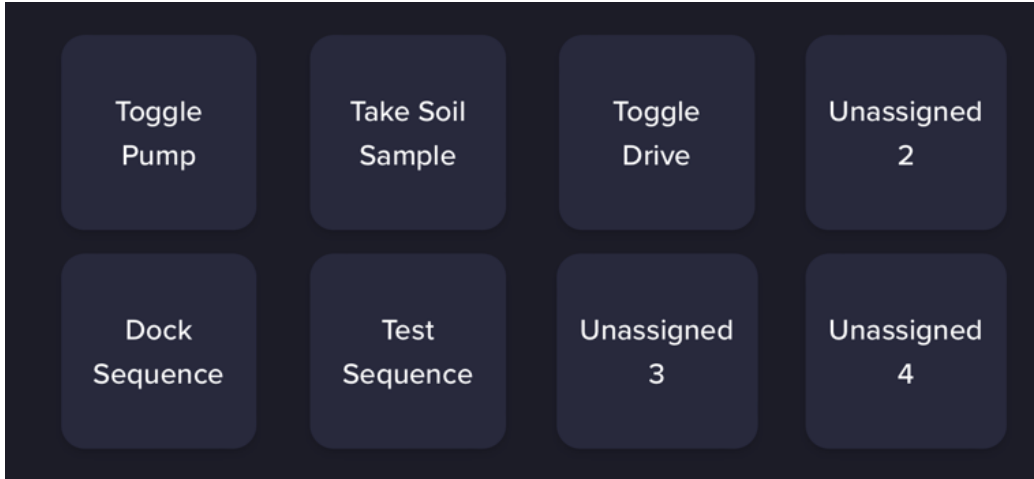 Toggle
Pump
Take Soil
Sample
Toggle
Drive
Unassigned
2
Dock
Sequence
Test
Sequence
Unassigned
3
Unassigned
4